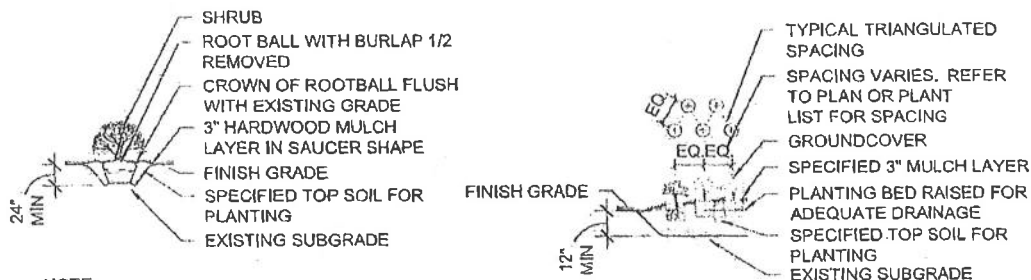 SHRUB
ROOT BALL WITH BURLAP 1/2
REMOVED
CROWN OF ROOTBALL FLUSH
WITH EXISTING GRADE
3" HARDWOOD MULCH
LAYER IN SAUCER SHAPE
FINISH GRADE
SPECIFIED TOP SOIL FOR
PLANTING
EXISTING SUBGRADE
24"
MIN
TYPICAL TRIANGULATED
SPACING
SPACING VARIES. REFER
TO PLAN OR PLANT
LIST FOR SPACING
GROUNDCOVER
SPECIFIED 3" MULCH LAYER
PLANTING BED RAISED FOR
ADEQUATE DRAINAGE
SPECIFIED TOP SOIL FOR
PLANTING
EXISTING SUBGRADE
EQ.
EQ.EQ.
FINISH GRADE
12"
MIN